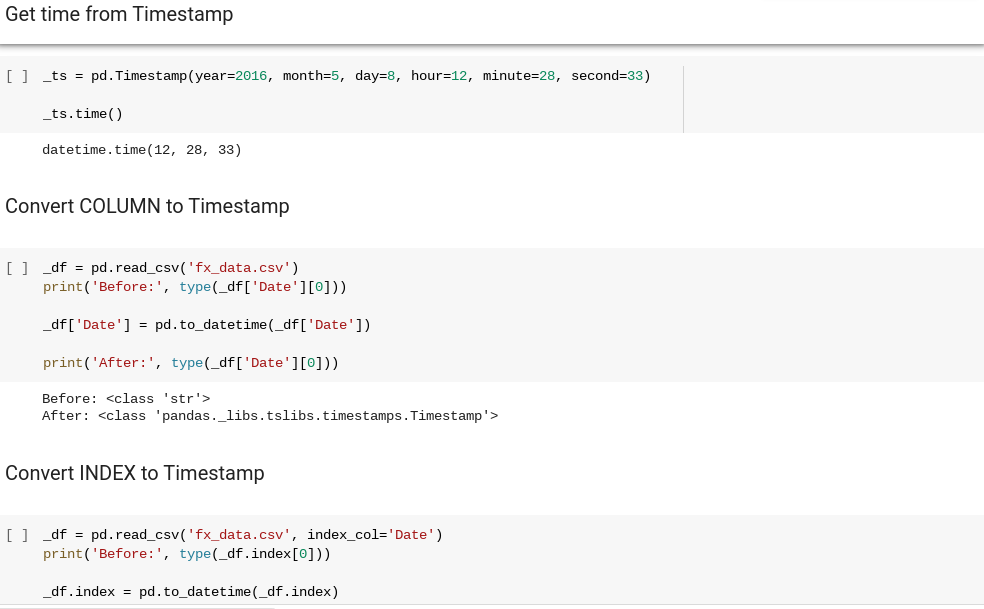 Get time from Timestamp
[ ] _ts = pd.Timestamp(year=2016, month=5, day=8, hour=12, minute=28, second=33)
_ts.time()
datetime.time(12, 28, 33)
Convert COLUMN to Timestamp
[ ] _df = pd.read_csv('fx_data.csv')
print('Before:', type(_df['Date'][0]))
_df['Date'] = pd.to_datetime(_df['Date'])
print('After:', type(_df['Date'][0]))
Before: <class 'str'>
After: <class 'pandas._libs.tslibs.timestamps.Timestamp'>
Convert INDEX to Timestamp
[ ] _df = pd.read_csv('fx_data.csv', index_col='Date')
print('Before:', type(_df.index[0]))
_df.index = pd.to_datetime(_df.index)